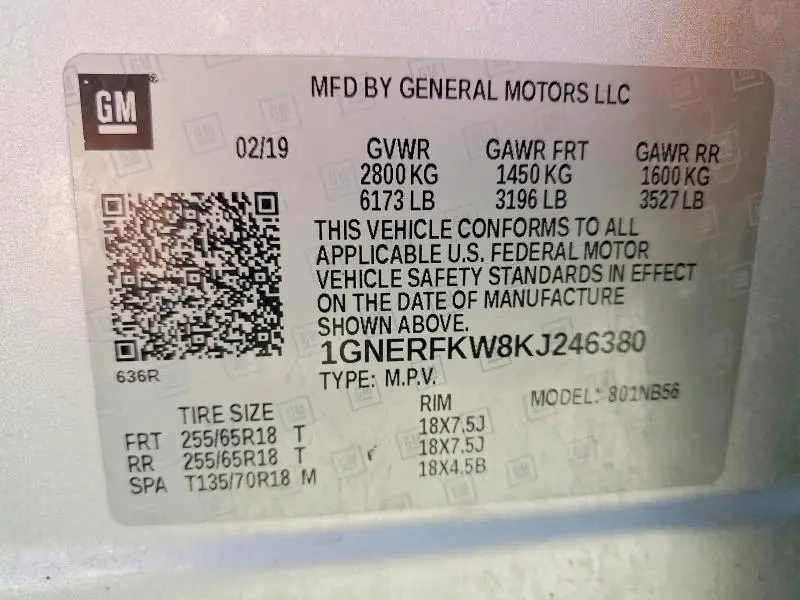 GM
MFD BY GENERAL MOTORS LLC
02/19 GVWR GAWR FRT GAWR RR
2800 KG 1450 KG 1600 KG
6173 LB 3196 LB 3527 LB
THIS VEHICLE CONFORMS TO ALL
APPLICABLE U.S. FEDERAL MOTOR
VEHICLE SAFETY STANDARDS IN EFFECT
ON THE DATE OF MANUFACTURE
SHOWN ABOVE.
1GNERFKW8KJ246380
636R
TYPE: M.P.V. MODEL: 801NB56
TIRE SIZE RIM
FRT 255/65R18 T 18X7.5J
RR 255/65R18 T 18X7.5J
SPA T135/70R18 M 18X4.5B